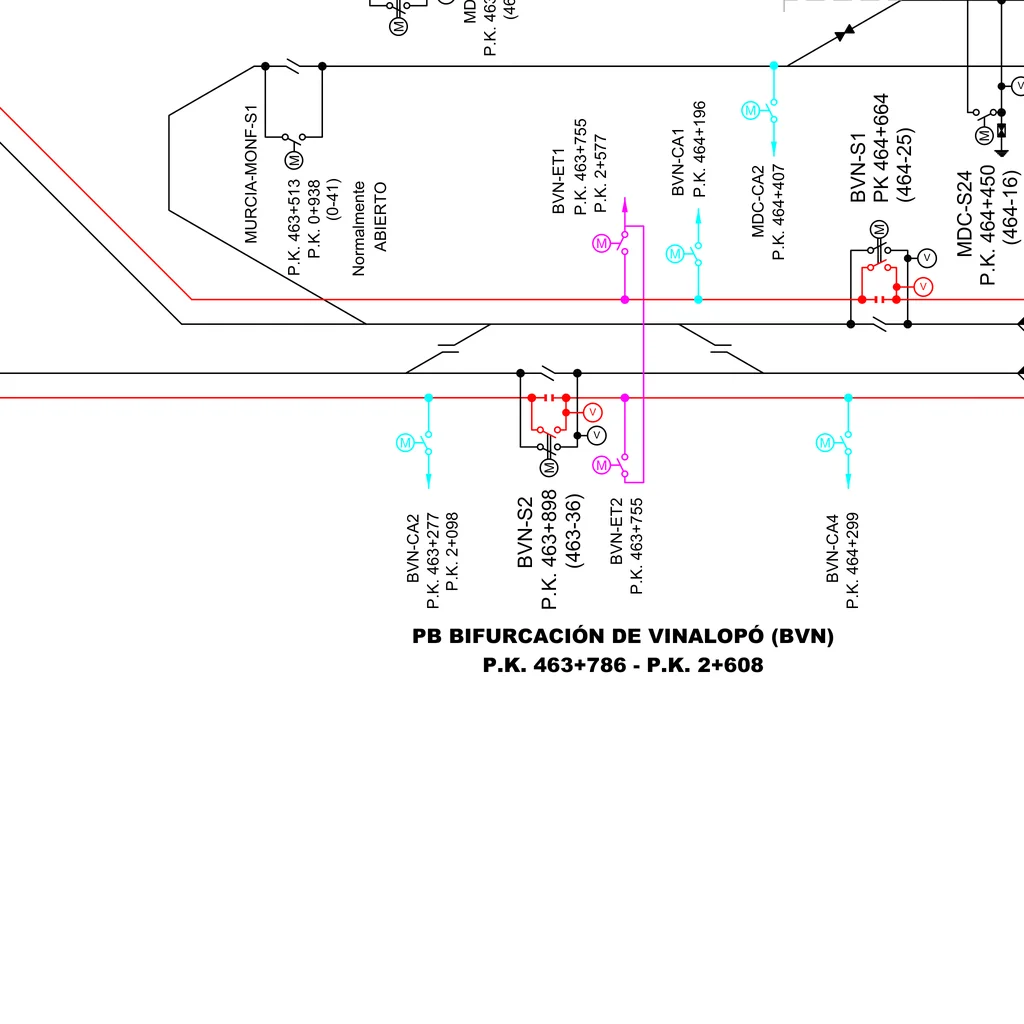 MURCIA-MONF-S1
P.K. 463+513
P.K. 0+938
(0-41)
Normalmente
ABIERTO
M
M
BVN-ET1
P.K. 463+755
P.K. 2+577
M
BVN-CA1
P.K. 464+196
M
MDC-CA2
P.K. 464+407
M
BVN-S1
PK 464+664
(464-25)
M
V
V
MDC-S24
P.K. 464+450
(464-16)
M
V
BVN-CA2
P.K. 463+277
P.K. 2+098
M
BVN-S2
P.K. 463+898
(463-36)
M
V
V
BVN-ET2
P.K. 463+755
M
BVN-CA4
P.K. 464+299
M
PB BIFURCACIÓN DE VINALOPÓ (BVN)
P.K. 463+786 - P.K. 2+608